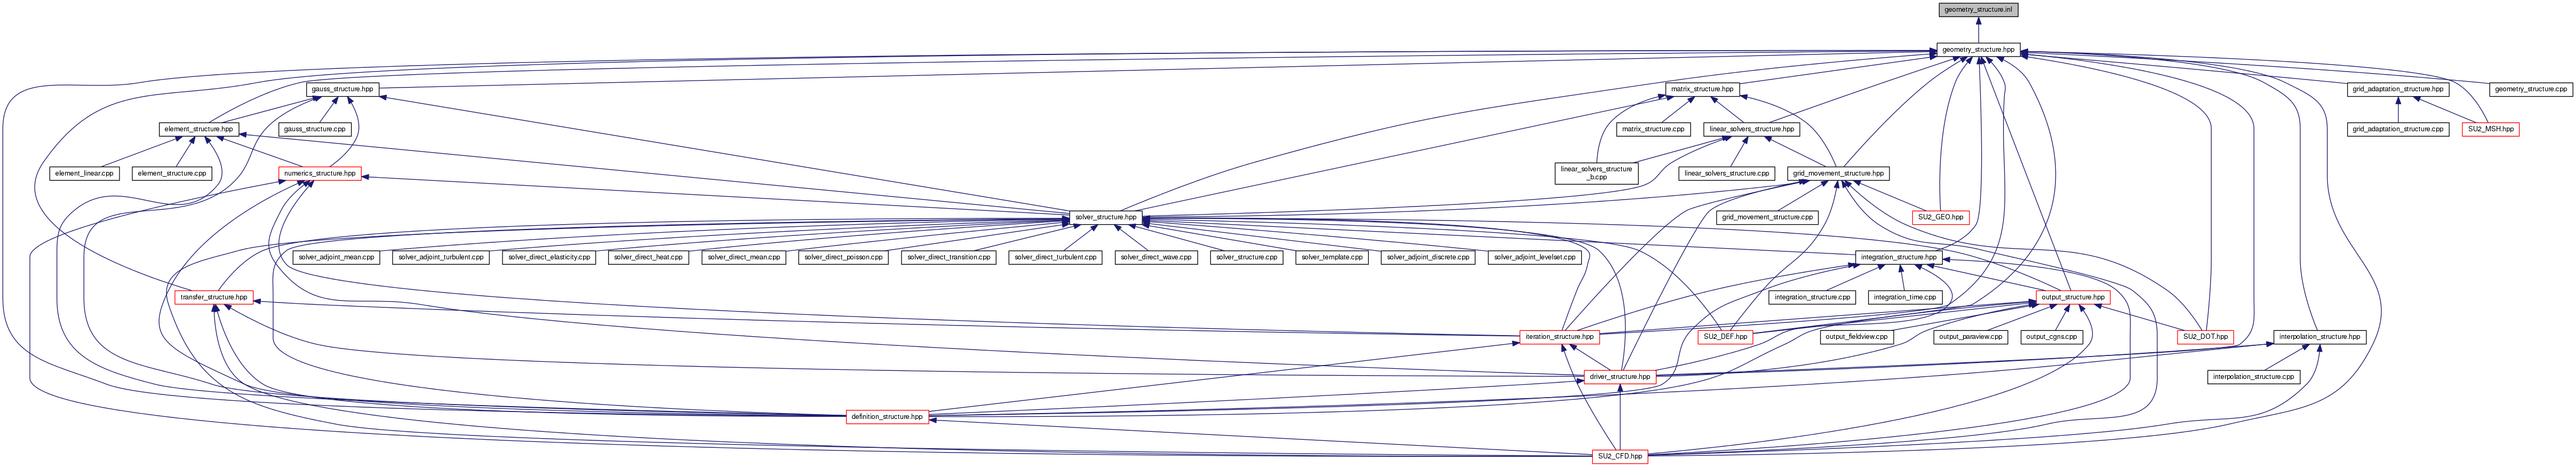 geometry_structure.inl
geometry_structure.hpp
gauss_structure.hpp
matrix_structure.hpp
grid_adaptation_structure.hpp
geometry_structure.cpp
element_structure.hpp
gauss_structure.cpp
matrix_structure.cpp
linear_solvers_structure.hpp
grid_adaptation_structure.cpp
SU2_MSH.hpp
element_linear.cpp
element_structure.cpp
numerics_structure.hpp
linear_solvers_structure
_b.cpp
linear_solvers_structure.cpp
grid_movement_structure.hpp
solver_structure.hpp
grid_movement_structure.cpp
SU2_GEO.hpp
solver_adjoint_mean.cpp
solver_adjoint_turbulent.cpp
solver_direct_elasticity.cpp
solver_direct_heat.cpp
solver_direct_mean.cpp
solver_direct_poisson.cpp
solver_direct_transition.cpp
solver_direct_turbulent.cpp
solver_direct_wave.cpp
solver_structure.cpp
solver_template.cpp
solver_adjoint_discrete.cpp
solver_adjoint_levelset.cpp
integration_structure.hpp
transfer_structure.hpp
integration_structure.cpp
integration_time.cpp
output_structure.hpp
iteration_structure.hpp
SU2_DEF.hpp
output_fieldview.cpp
output_paraview.cpp
output_cgns.cpp
SU2_DOT.hpp
interpolation_structure.hpp
driver_structure.hpp
interpolation_structure.cpp
definition_structure.hpp
SU2_CFD.hpp